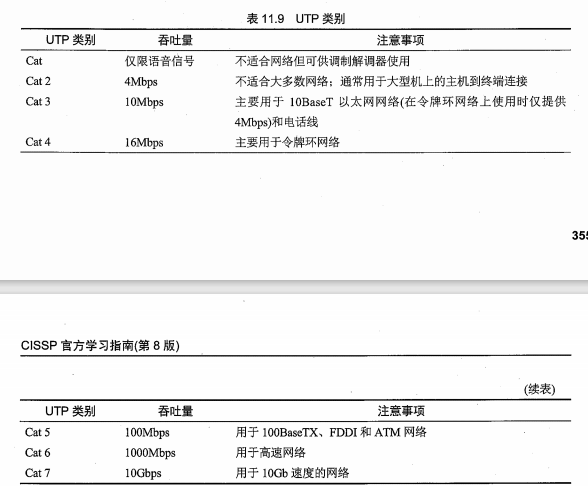 表 11.9 UTP 类别
UTP 类别 吞吐量 注意事项
Cat 仅限语音信号 不适合网络但可供调制解调器使用
Cat 2 4Mbps 不适合大多数网络；通常用于大型机上的主机到终端连接
Cat 3 10Mbps 主要用于 10BaseT 以太网网络(在令牌环网络上使用时仅提供
4Mbps)和电话线
Cat 4 16Mbps 主要用于令牌环网络
355
CISSP 官方学习指南(第 8 版)
(续表)
UTP 类别 吞吐量 注意事项
Cat 5 100Mbps 用于 100BaseTX、FDDI 和 ATM 网络
Cat 6 1000Mbps 用于高速网络
Cat 7 10Gbps 用于 10Gb 速度的网络